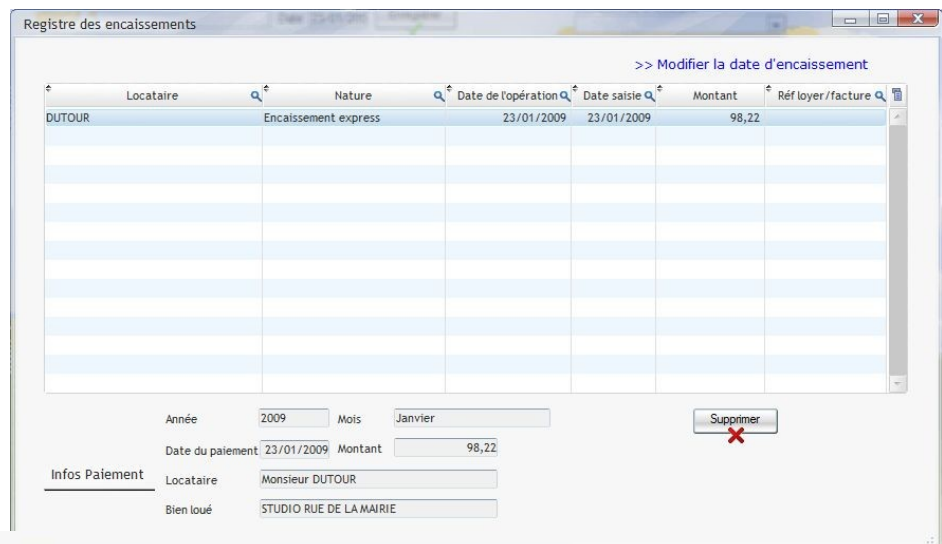 Registre des encaissements
>> Modifier la date d'encaissement
Locataire Nature Date de l'opération Date saisie Montant Réf loyer/facture
DUTOUR Encaissement express 23/01/2009 23/01/2009 98,22
Année 2009 Mois Janvier
Supprimer
Date du paiement 23/01/2009 Montant 98,22
Infos Paiement
Locataire Monsieur DUTOUR
Bien loué STUDIO RUE DE LA MAIRIE